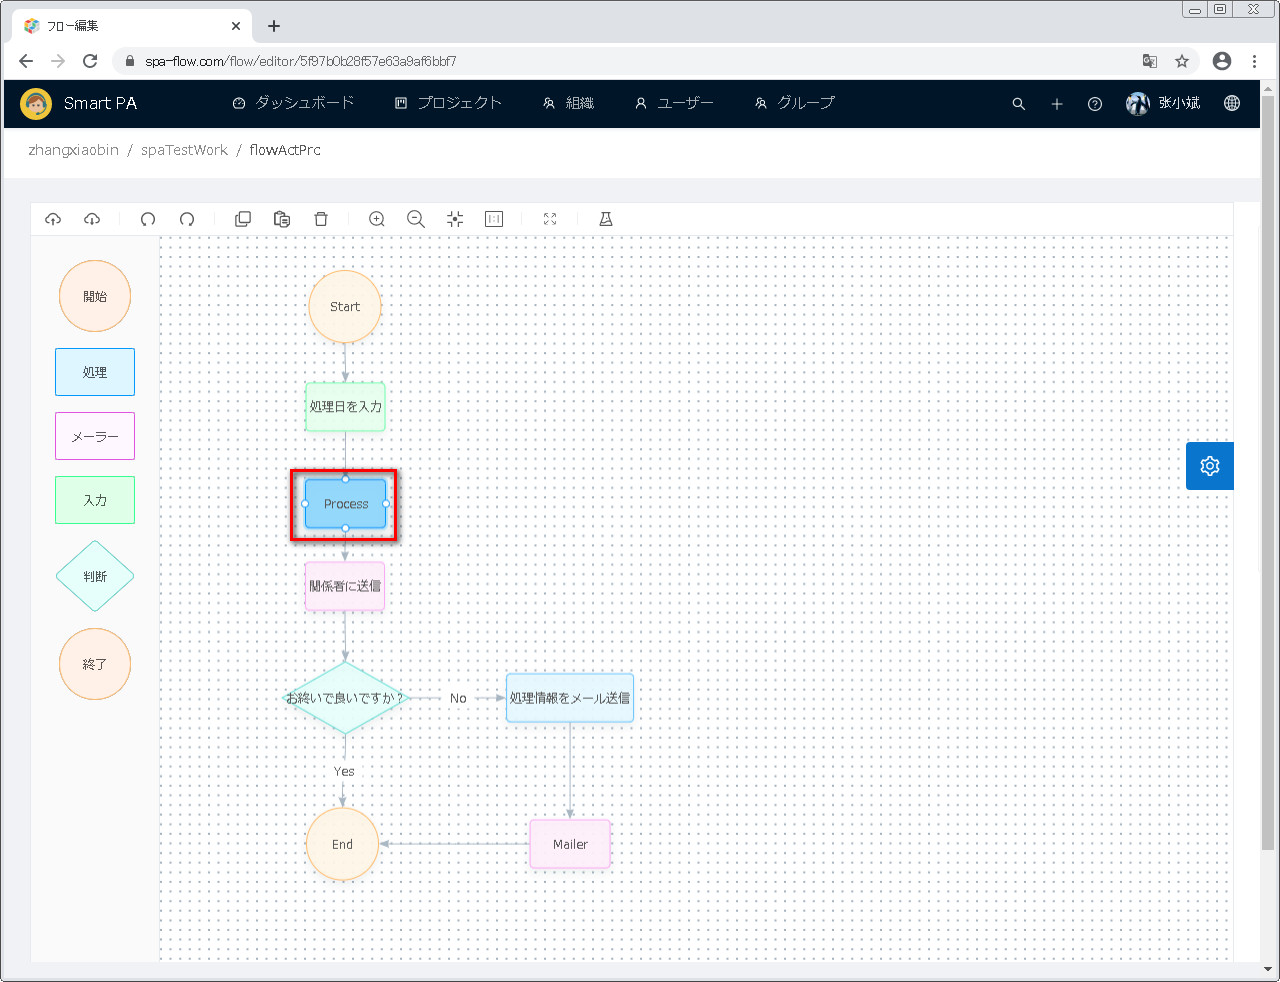 フロー編集
spa-flow.com/flow/editor/5f97b0b28f57e63a9af6bbf7
Smart PA
ダッシュボード
プロジェクト
組織
ユーザー
グループ
张小斌
zhangxiaobin / spaTestWork / flowActPrc
開始
処理
メーラー
入力
判断
終了
Start
処理日を入力
Process
関係者に送信
お終いで良いですか？
No
処理情報をメール送信
Yes
End
Mailer